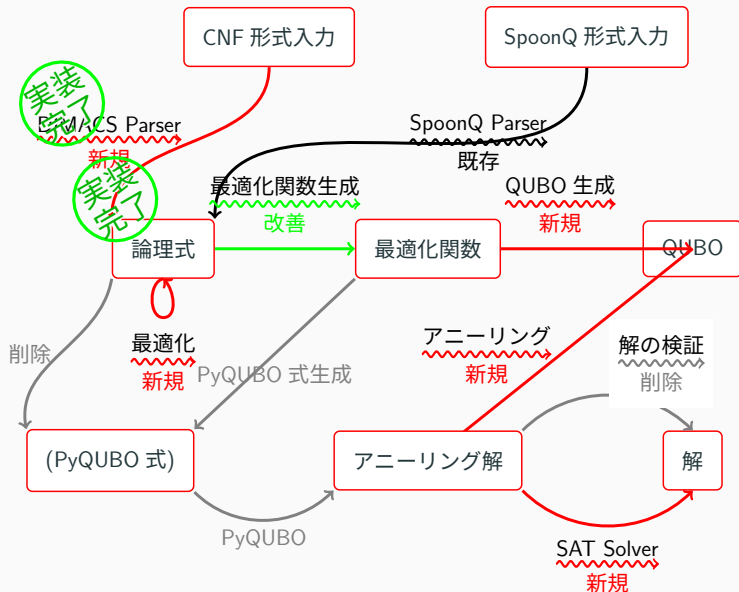 CNF 形式入力
SpoonQ 形式入力
実装
完了
DIMACS Parser
新規
SpoonQ Parser
既存
実装
完了
最適化関数生成
改善
QUBO 生成
新規
論理式
最適化関数
QUBO
削除
最適化
新規
PyQUBO 式生成
アニーリング
新規
解の検証
削除
(PyQUBO 式)
アニーリング解
解
PyQUBO
SAT Solver
新規